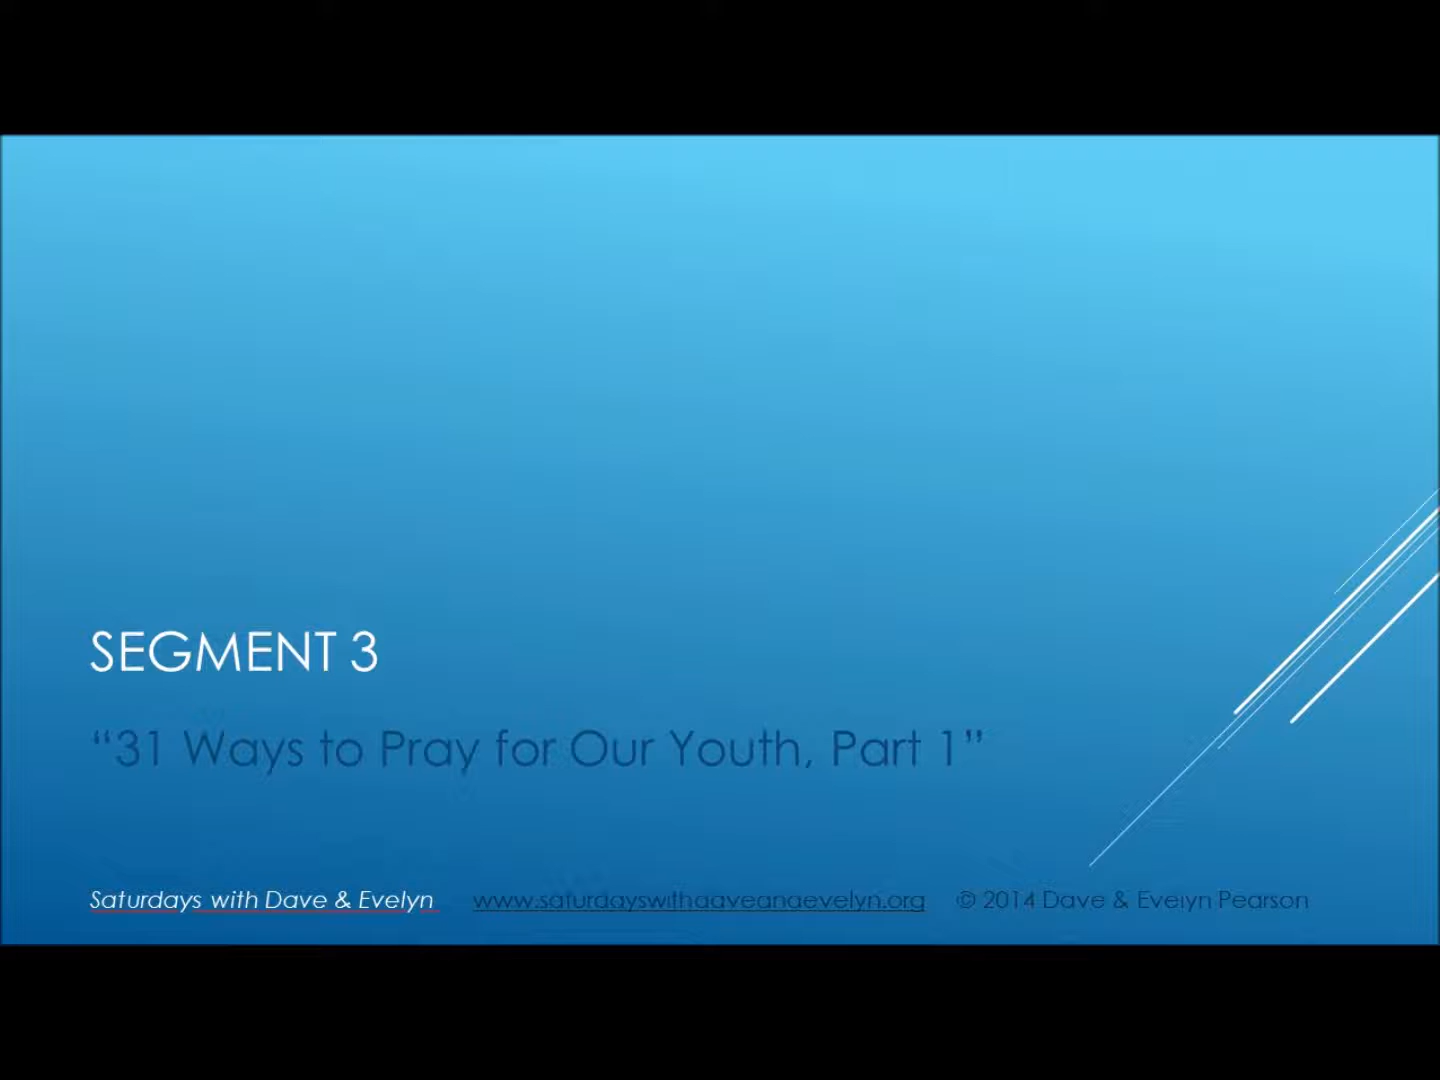 SEGMENT 3
“31 Ways to Pray for Our Youth, Part 1”
Saturdays with Dave & Evelyn www.saturdayswithdaveandevelyn.org © 2014 Dave & Evelyn Pearson